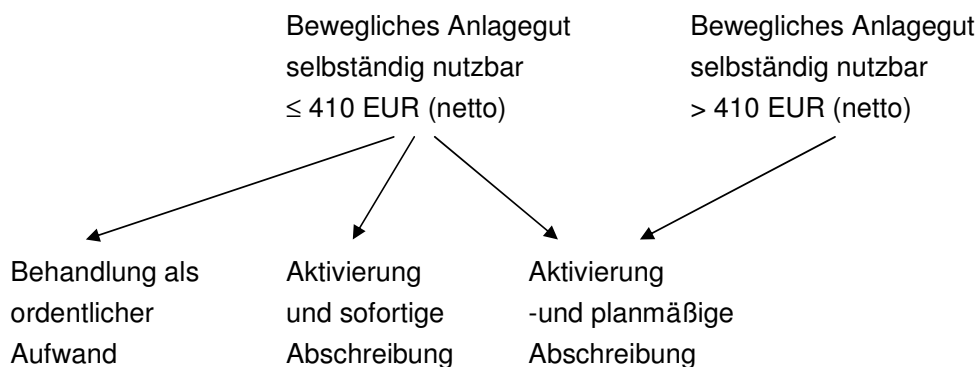 Bewegliches Anlagegut
selbständig nutzbar
≤ 410 EUR (netto)
Bewegliches Anlagegut
selbständig nutzbar
> 410 EUR (netto)
Behandlung als
ordentlicher
Aufwand
Aktivierung
und sofortige
Abschreibung
Aktivierung
-und planmäßige
Abschreibung